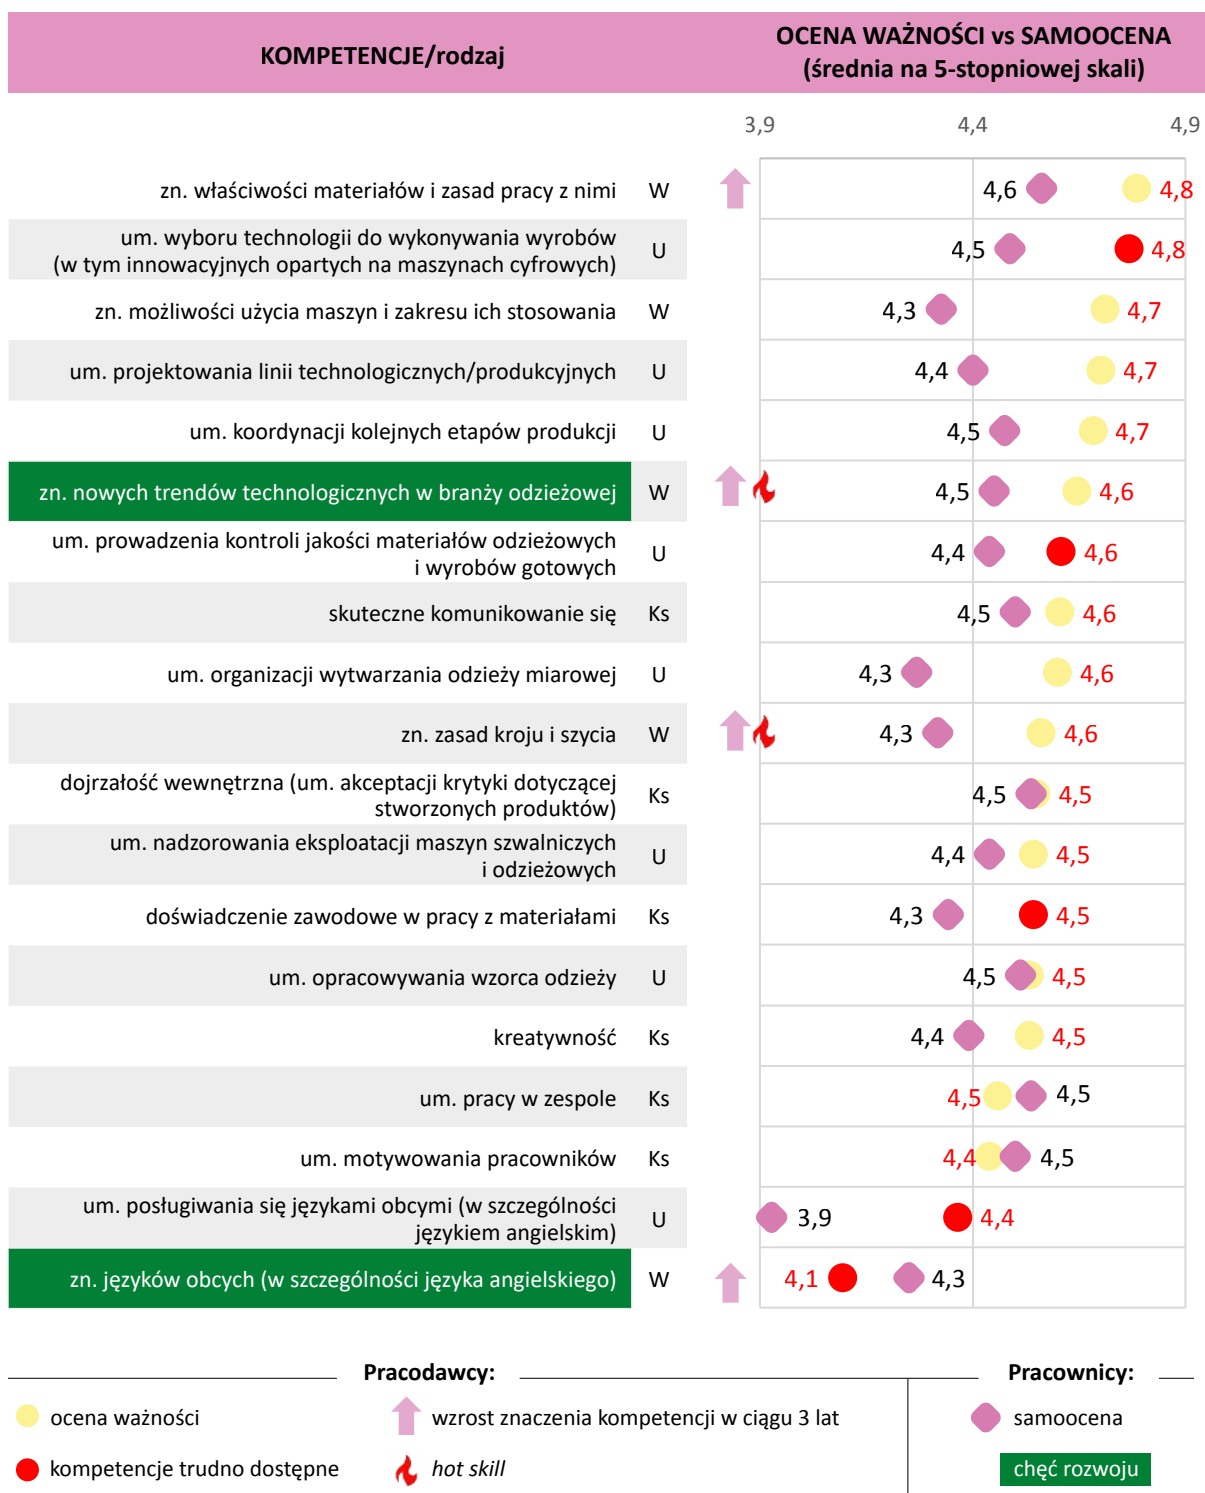 KOMPETENCJE/rodzaj
OCENA WAŻNOŚCI vs SAMOOCENA
(średnia na 5-stopniowej skali)
3,9 4,4 4,9
zn. właściwości materiałów i zasad pracy z nimi W 4,6 4,8
um. wyboru technologii do wykonywania wyrobów
(w tym innowacyjnych opartych na maszynach cyfrowych) U 4,5 4,8
zn. możliwości użycia maszyn i zakresu ich stosowania W 4,3 4,7
um. projektowania linii technologicznych/produkcyjnych U 4,4 4,7
um. koordynacji kolejnych etapów produkcji U 4,5 4,7
zn. nowych trendów technologicznych w branży odzieżowej W 4,5 4,6
um. prowadzenia kontroli jakości materiałów odzieżowych
i wyrobów gotowych U 4,4 4,6
skuteczne komunikowanie się Ks 4,5 4,6
um. organizacji wytwarzania odzieży miarowej U 4,3 4,6
zn. zasad kroju i szycia W 4,3 4,6
dojrzałość wewnętrzna (um. akceptacji krytyki dotyczącej
stworzonych produktów) Ks 4,5 4,5
um. nadzorowania eksploatacji maszyn szwalniczych
i odzieżowych U 4,4 4,5
doświadczenie zawodowe w pracy z materiałami Ks 4,3 4,5
um. opracowywania wzorca odzieży U 4,5 4,5
kreatywność Ks 4,4 4,5
um. pracy w zespole Ks 4,5 4,5
um. motywowania pracowników Ks 4,4 4,5
um. posługiwania się językami obcymi (w szczególności
językiem angielskim) U 3,9 4,4
zn. języków obcych (w szczególności języka angielskiego) W 4,1 4,3
Pracodawcy: Pracownicy:
ocena ważności wzrost znaczenia kompetencji w ciągu 3 lat samoocena
kompetencje trudno dostępne hot skill chęć rozwoju